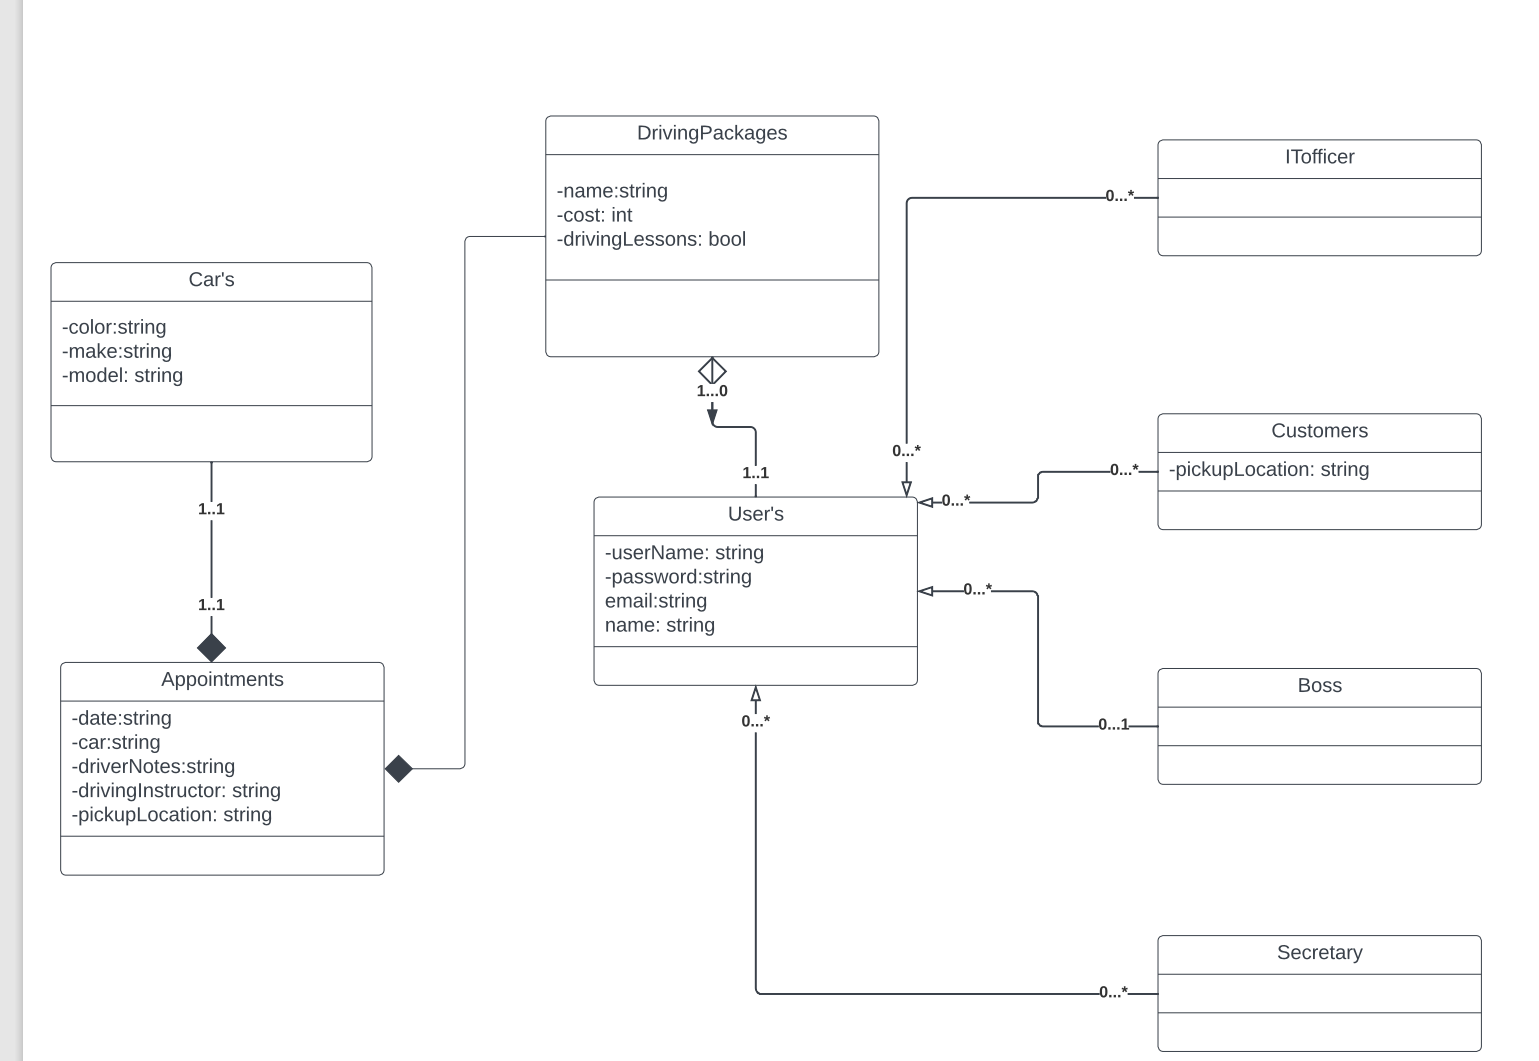 DrivingPackages
-name:string
-cost: int
-drivingLessons: bool
ITofficer
0...*
Car's
-color:string
-make:string
-model: string
1...0
1..1
0...*
Customers
-pickupLocation: string
0...*
0...*
1..1
1..1
User's
-userName: string
-password:string
email:string
name: string
0...*
0...*
Boss
0...1
Appointments
-date:string
-car:string
-driverNotes:string
-drivingInstructor: string
-pickupLocation: string
Secretary
0...*